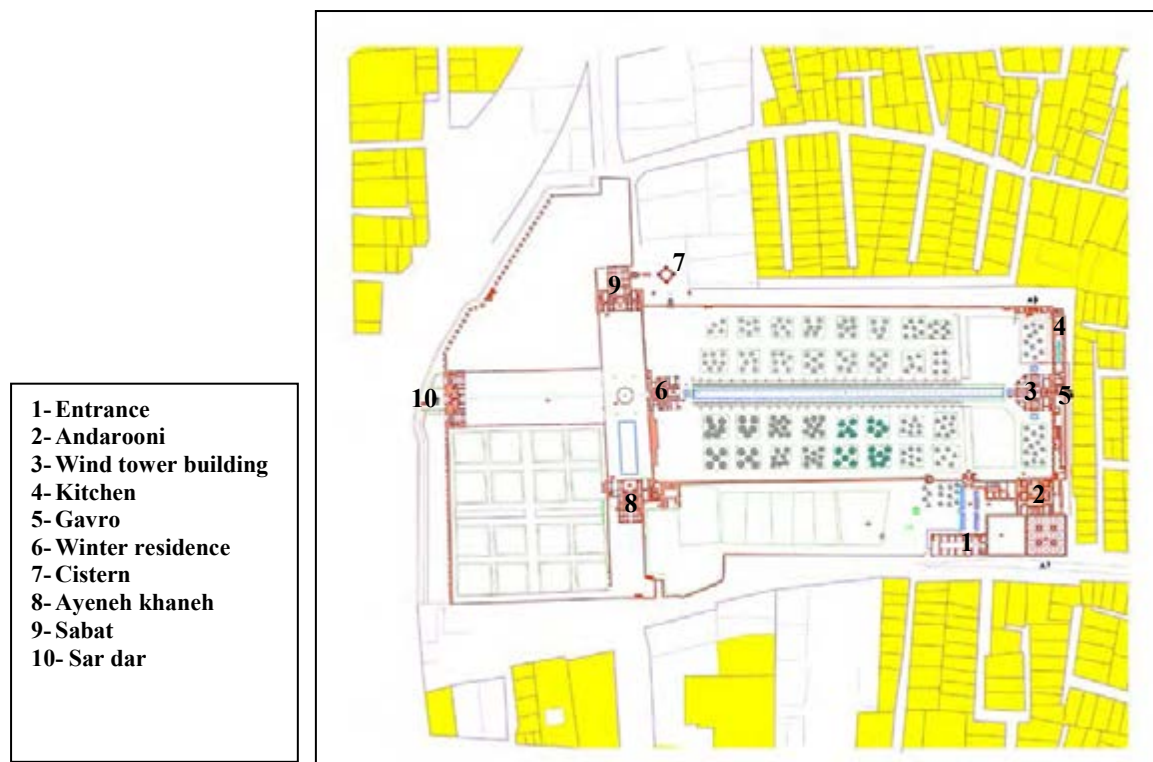 1- Entrance
2- Andarooni
3- Wind tower building
4- Kitchen
5- Gavro
6- Winter residence
7- Cistern
8- Ayeneh khaneh
9- Sabat
10- Sar dar
7
9
4
10
6
3
5
8
2
1